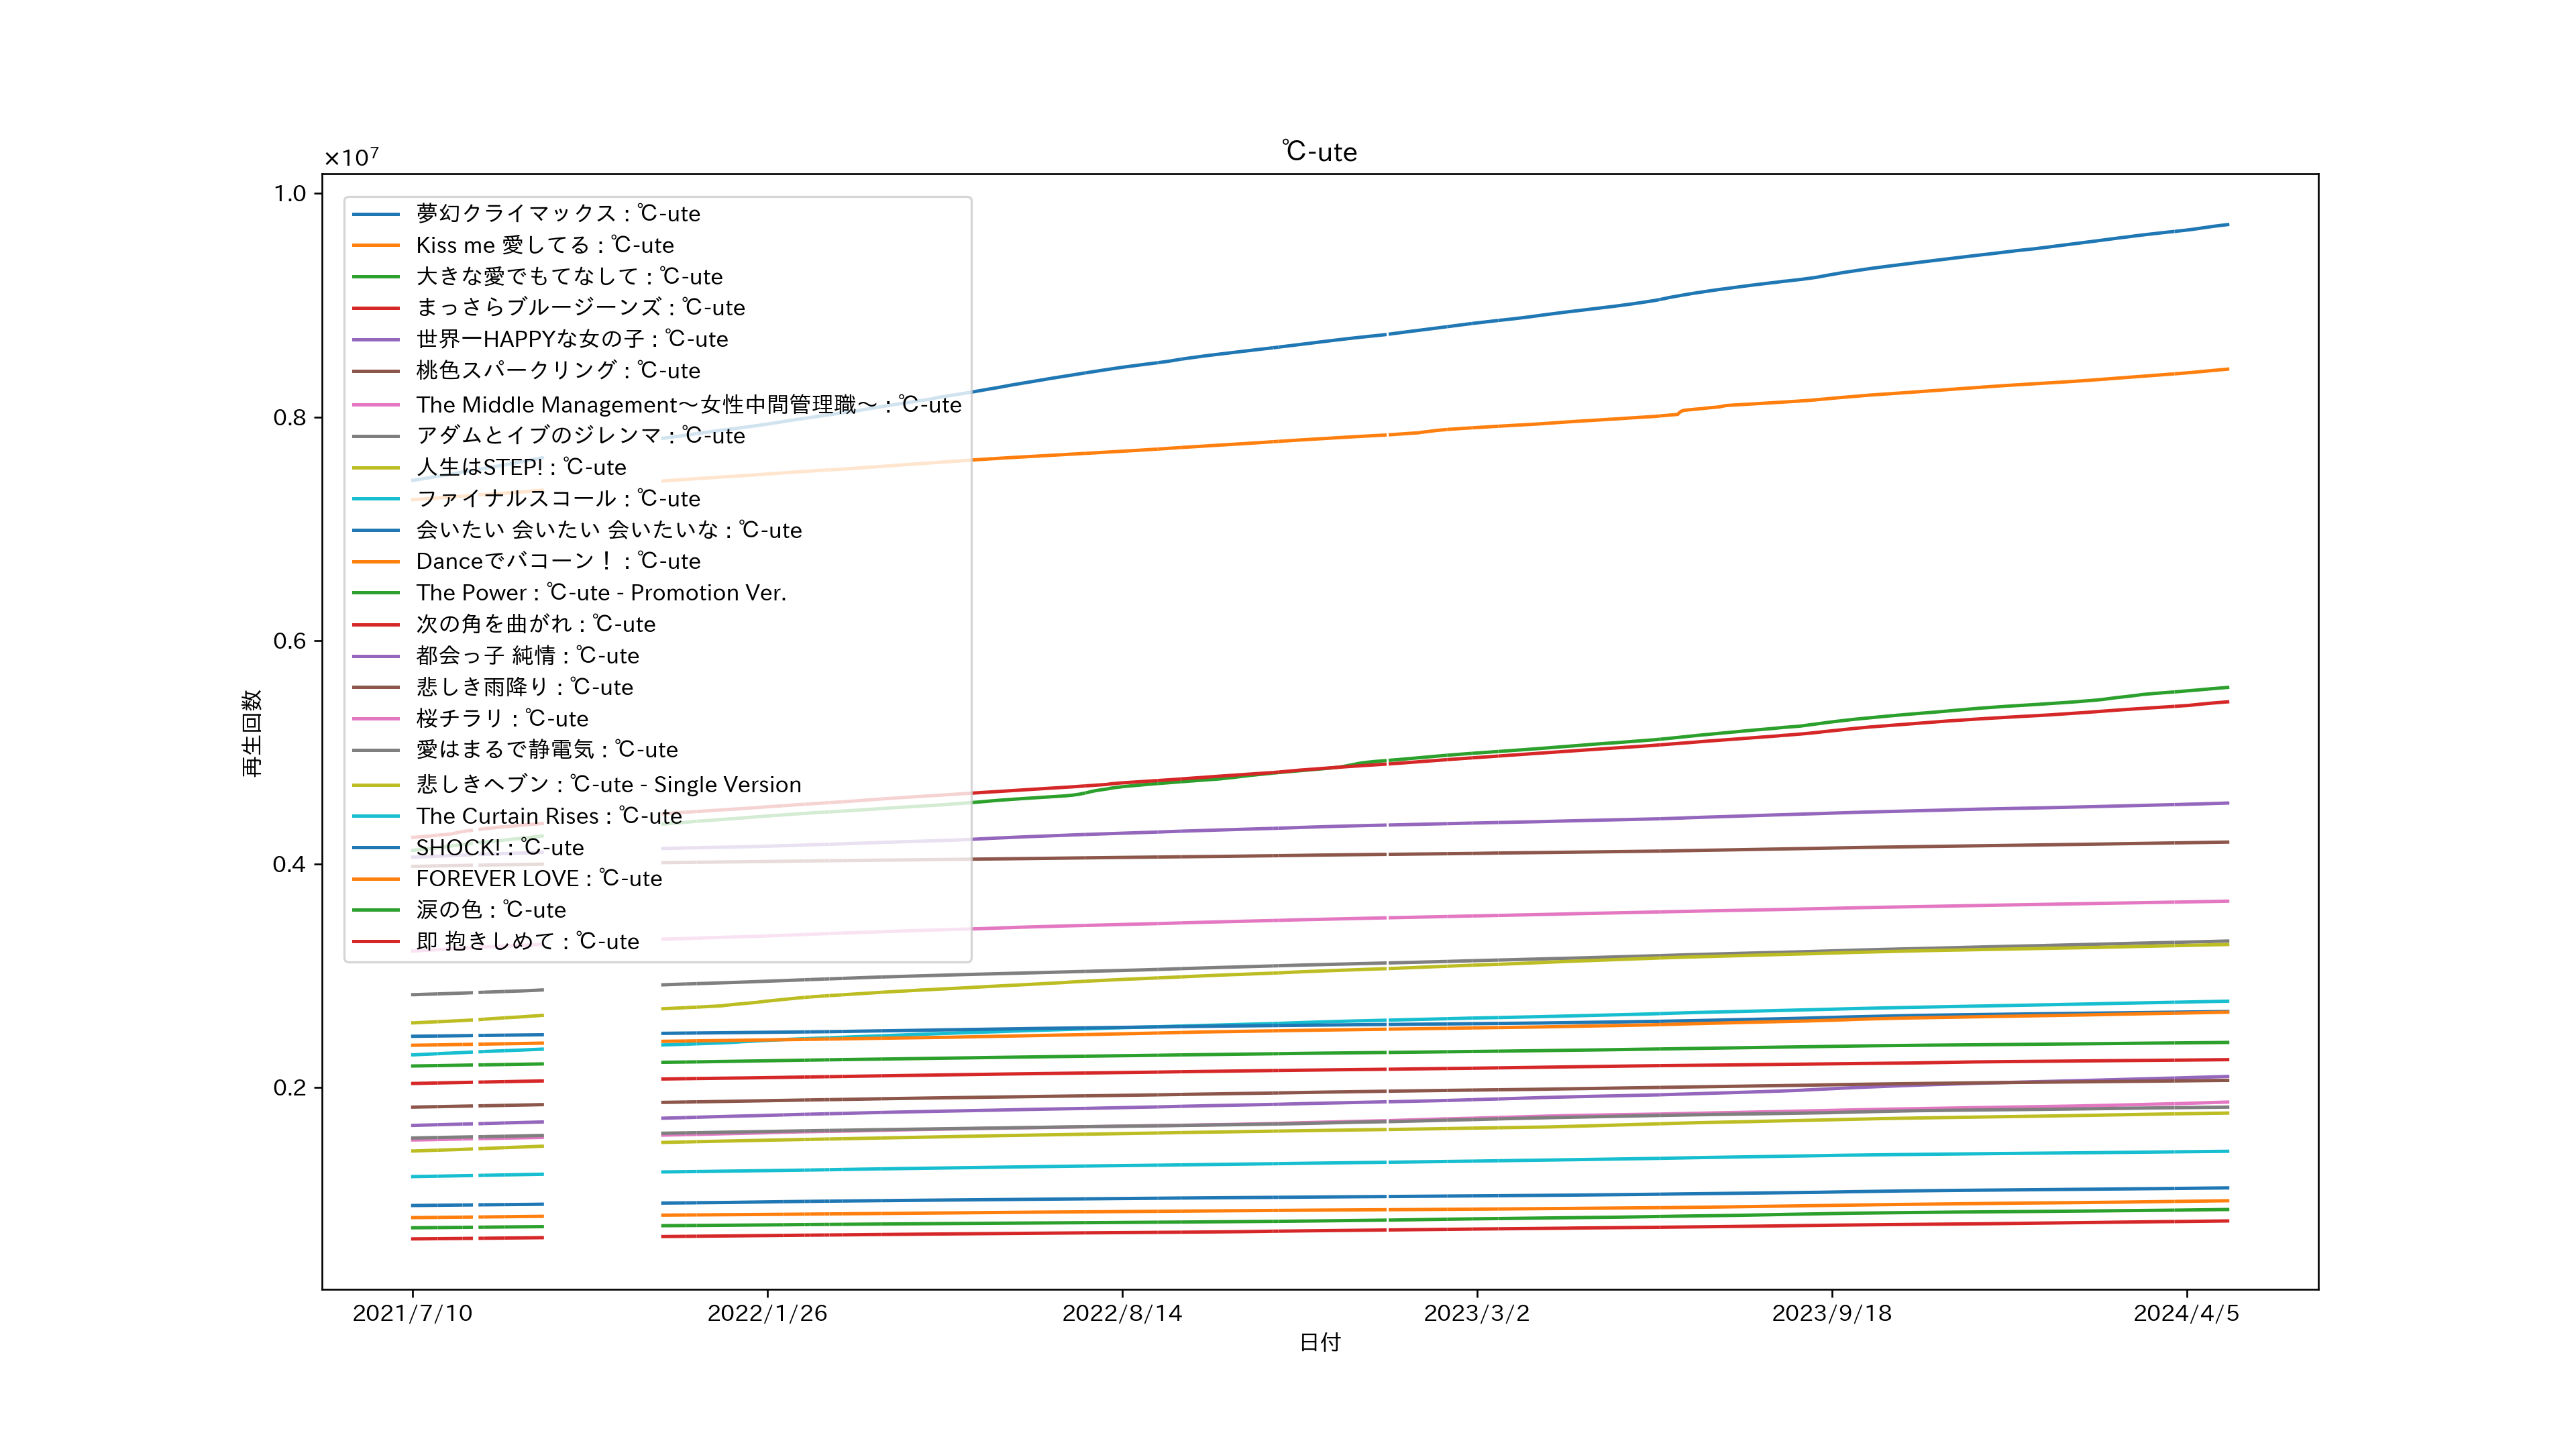 ℃-ute
×10⁷
1.0
0.8
0.6
0.4
0.2
再生回数
夢幻クライマックス : ℃-ute
Kiss me 愛してる : ℃-ute
大きな愛でもてなして : ℃-ute
まっさらブルージーンズ : ℃-ute
世界一HAPPYな女の子 : ℃-ute
桃色スパークリング : ℃-ute
The Middle Management〜女性中間管理職〜 : ℃-ute
アダムとイブのジレンマ : ℃-ute
人生はSTEP! : ℃-ute
ファイナルスコール : ℃-ute
会いたい 会いたい 会いたいな : ℃-ute
Danceでバコーン！ : ℃-ute
The Power : ℃-ute - Promotion Ver.
次の角を曲がれ : ℃-ute
都会っ子 純情 : ℃-ute
悲しき雨降り : ℃-ute
桜チラリ : ℃-ute
愛はまるで静電気 : ℃-ute
悲しきヘブン : ℃-ute - Single Version
The Curtain Rises : ℃-ute
SHOCK! : ℃-ute
FOREVER LOVE : ℃-ute
涙の色 : ℃-ute
即 抱きしめて : ℃-ute
2021/7/10
2022/1/26
2022/8/14
2023/3/2
2023/9/18
2024/4/5
日付